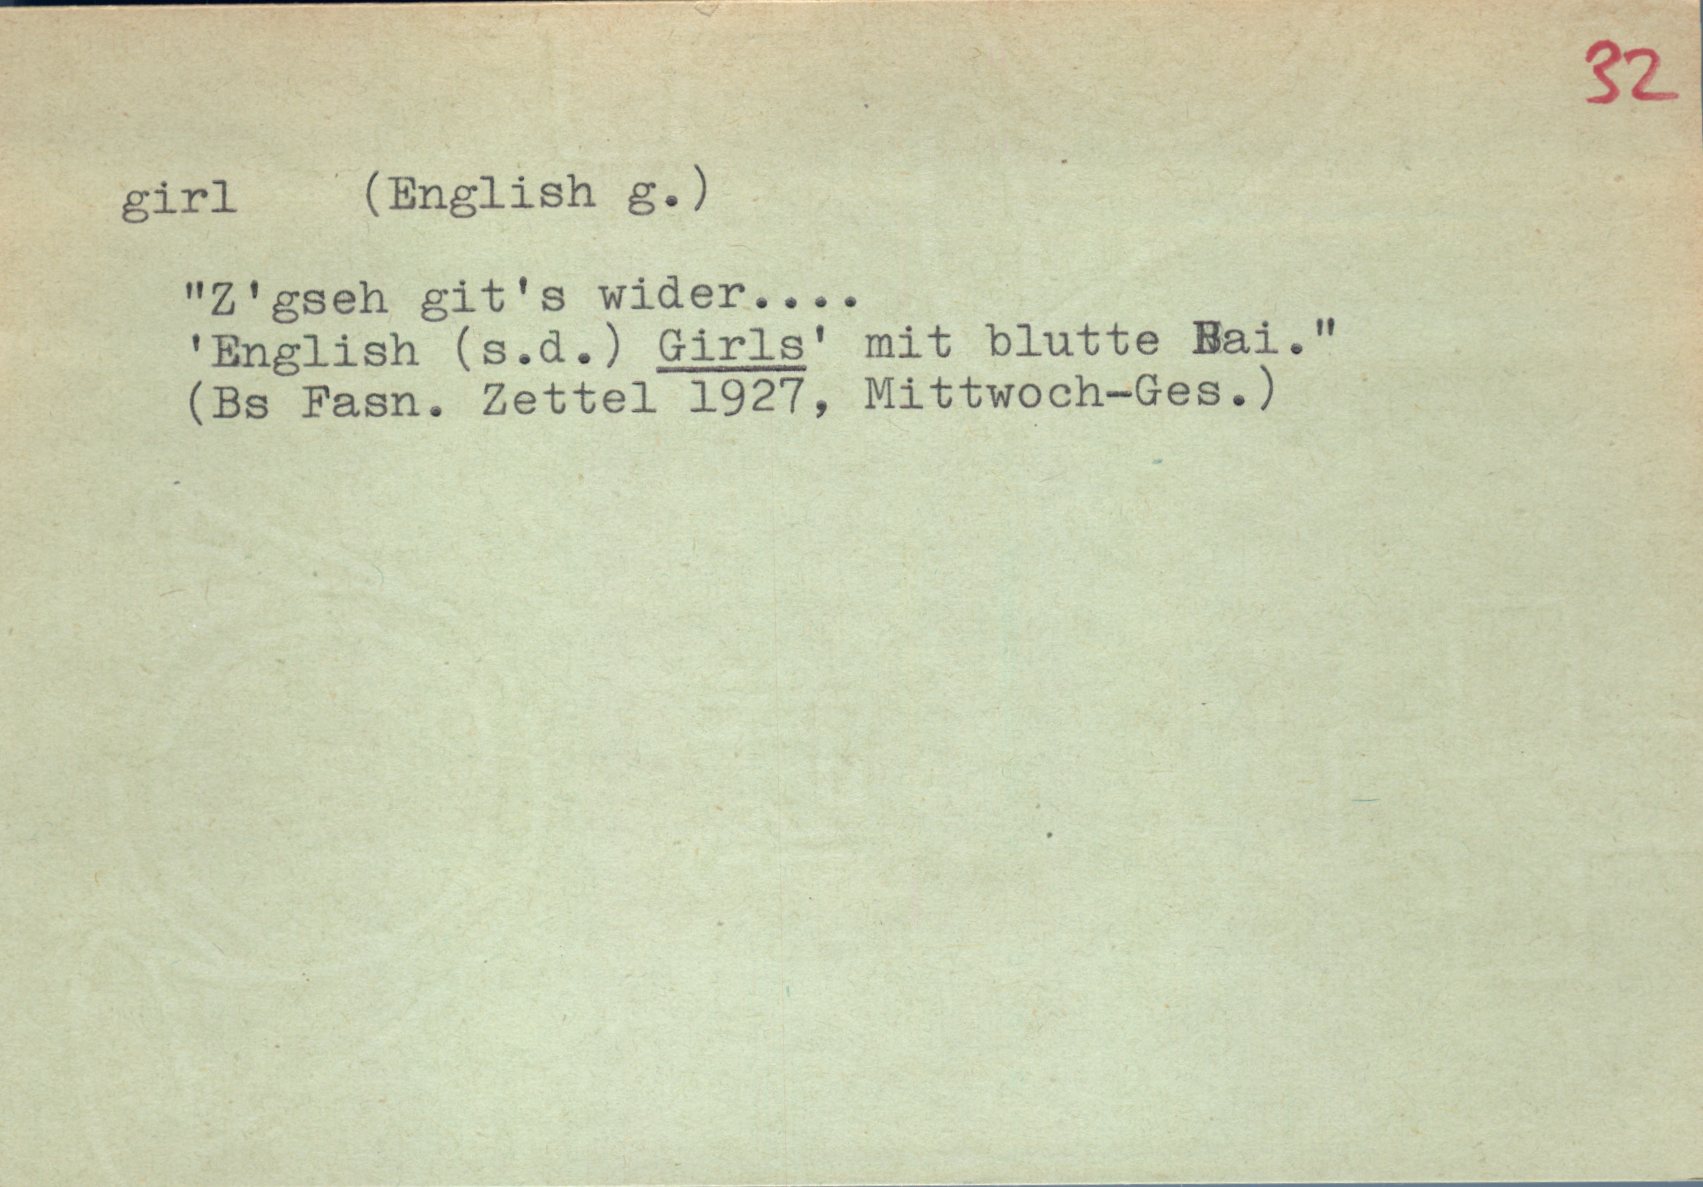 32
girl (English g.)
"Z'gseh git's wider....
'English (s.d.) Girls' mit blutte Bai."
(Bs Fasn. Zettel 1927, Mittwoch-Ges.)